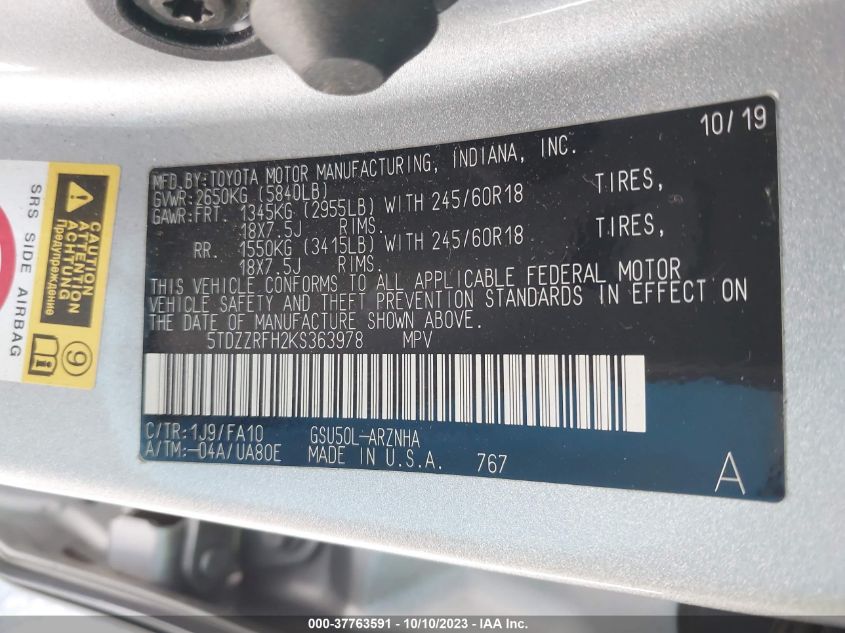 10/19
MFD.BY:TOYOTA MOTOR MANUFACTURING, INDIANA, INC.
GVWR:2650KG (5840LB)
GAWR:FRT. 1345KG (2955LB) WITH 245/60R18 TIRES,
18X7.5J RIMS.
RR. 1550KG (3415LB) WITH 245/60R18 TIRES,
18X7.5J RIMS.
THIS VEHICLE CONFORMS TO ALL APPLICABLE FEDERAL MOTOR
VEHICLE SAFETY AND THEFT PREVENTION STANDARDS IN EFFECT ON
THE DATE OF MANUFACTURE SHOWN ABOVE.
5TDZZRFH2KS363978 MPV
C/TR:1J9/FA10 GSU50L-ARZNHA
A/TM:-04A/UA80E MADE IN U.S.A. 767
A
SRS SIDE AIRBAG
CAUTION
ATTENTION
ACHTUNG
Предупреждение
9
000-37763591 - 10/10/2023 - IAA Inc.